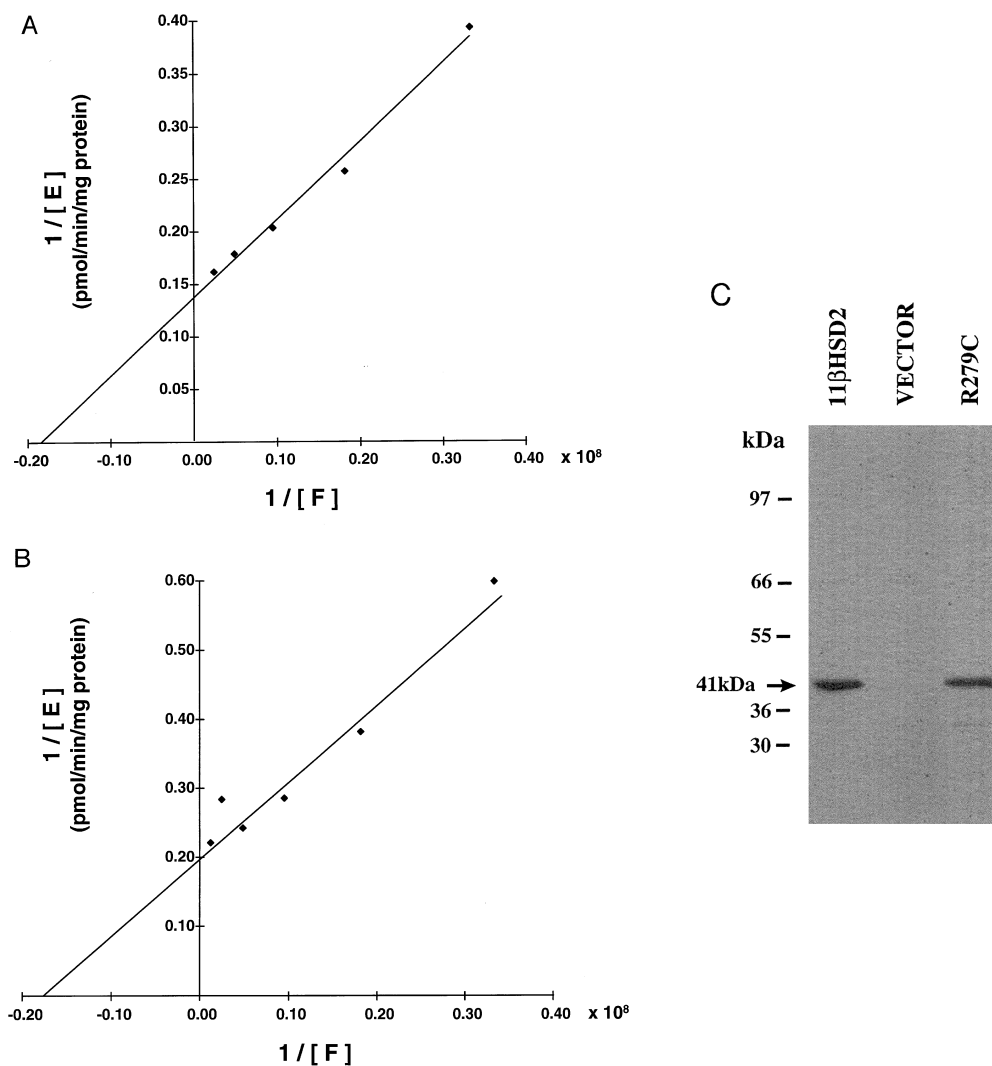 A
0.40
0.35
0.30
0.25
0.20
0.15
0.10
0.05
1 / [ E ]
(pmol/min/mg protein)
-0.20 -0.10 0.00 0.10 0.20 0.30 0.40 x 10⁸
1 / [ F ]
B
0.60
0.50
0.40
0.30
0.20
0.10
1 / [ E ]
(pmol/min/mg protein)
-0.20 -0.10 0.00 0.10 0.20 0.30 0.40 x 10⁸
1 / [ F ]
C
11βHSD2
VECTOR
R279C
kDa
97
66
55
41kDa
36
30